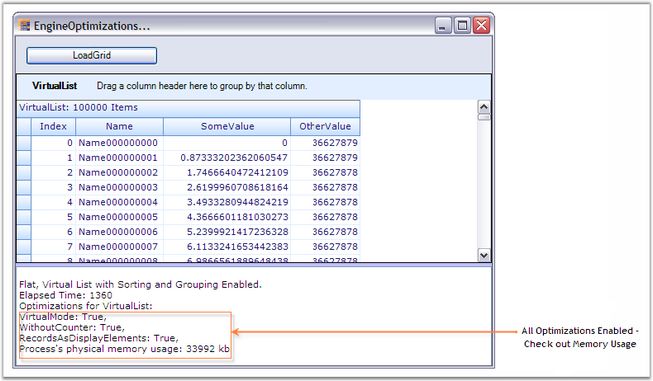 EngineOptimizations...
LoadGrid
VirtualList Drag a column header here to group by that column.
VirtualList: 100000 Items
Index Name SomeValue OtherValue
0 Name000000000 0 36627879
1 Name000000001 0.87333202362060547 36627879
2 Name000000002 1.7466640472412109 36627878
3 Name000000003 2.6199960708618164 36627878
4 Name000000004 3.4933280944824219 36627878
5 Name000000005 4.3666601181030273 36627878
6 Name000000006 5.2399921417236328 36627878
7 Name000000007 6.1133241653442383 36627878
8 Name000000008 6.9866561889648438 36627878
Flat, Virtual List with Sorting and Grouping Enabled.
Elapsed Time: 1360
Optimizations for VirtualList:
VirtualMode: True,
WithoutCounter: True,
RecordsAsDisplayElements: True,
Process's physical memory usage: 33992 kb
All Optimizations Enabled -
Check out Memory Usage